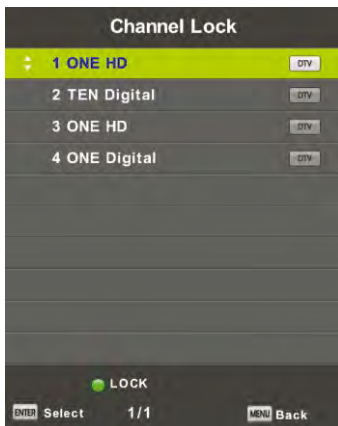 Channel Lock
1 ONE HD DTV
2 TEN Digital DTV
3 ONE HD DTV
4 ONE Digital DTV
LOCK
ENTER Select 1/1 MENU Back